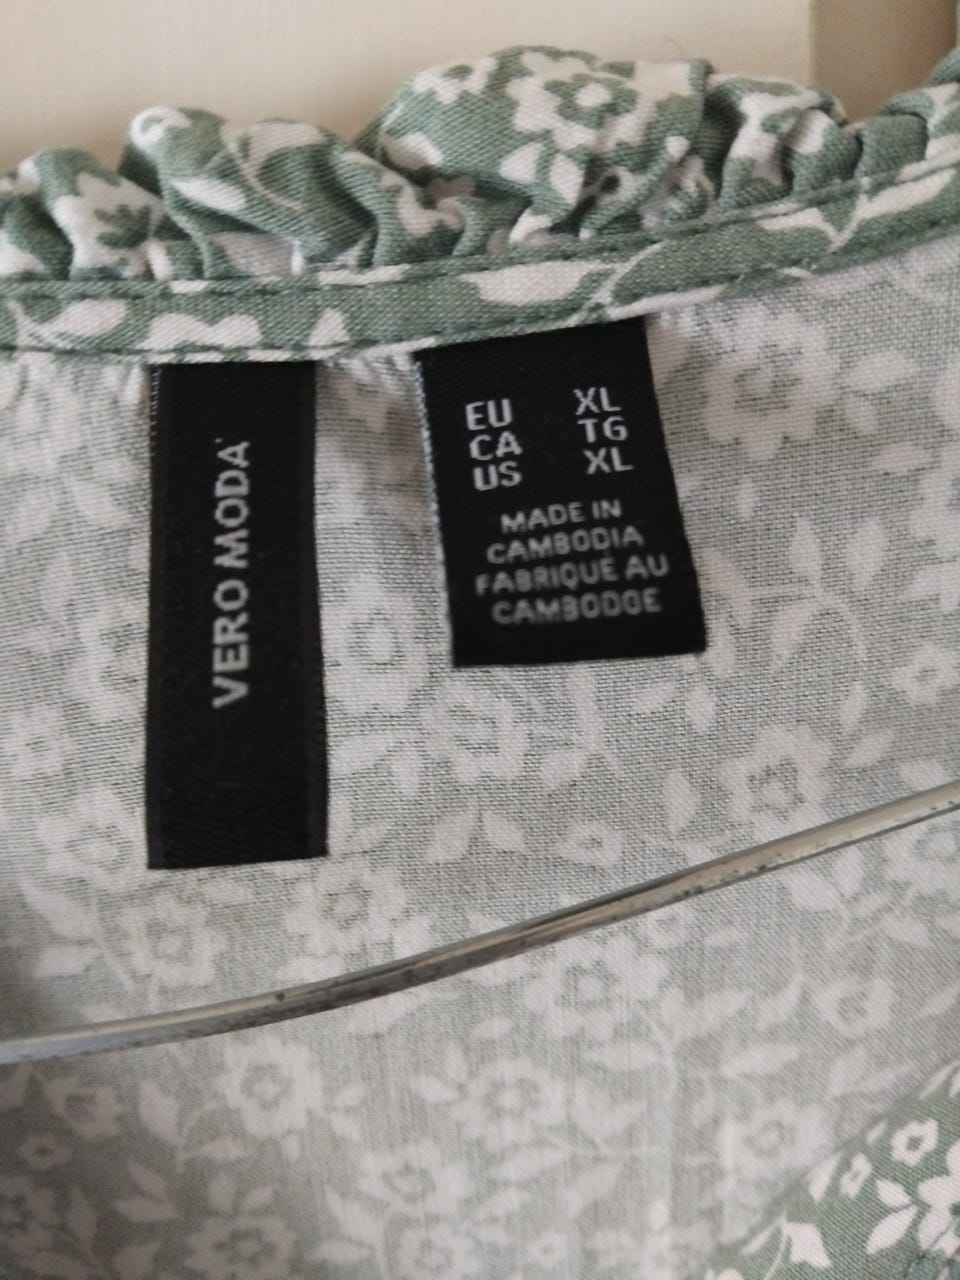 VERO MODA
EU XL
CA TG
US XL
MADE IN
CAMBODIA
FABRIQUÉ AU
CAMBODGE